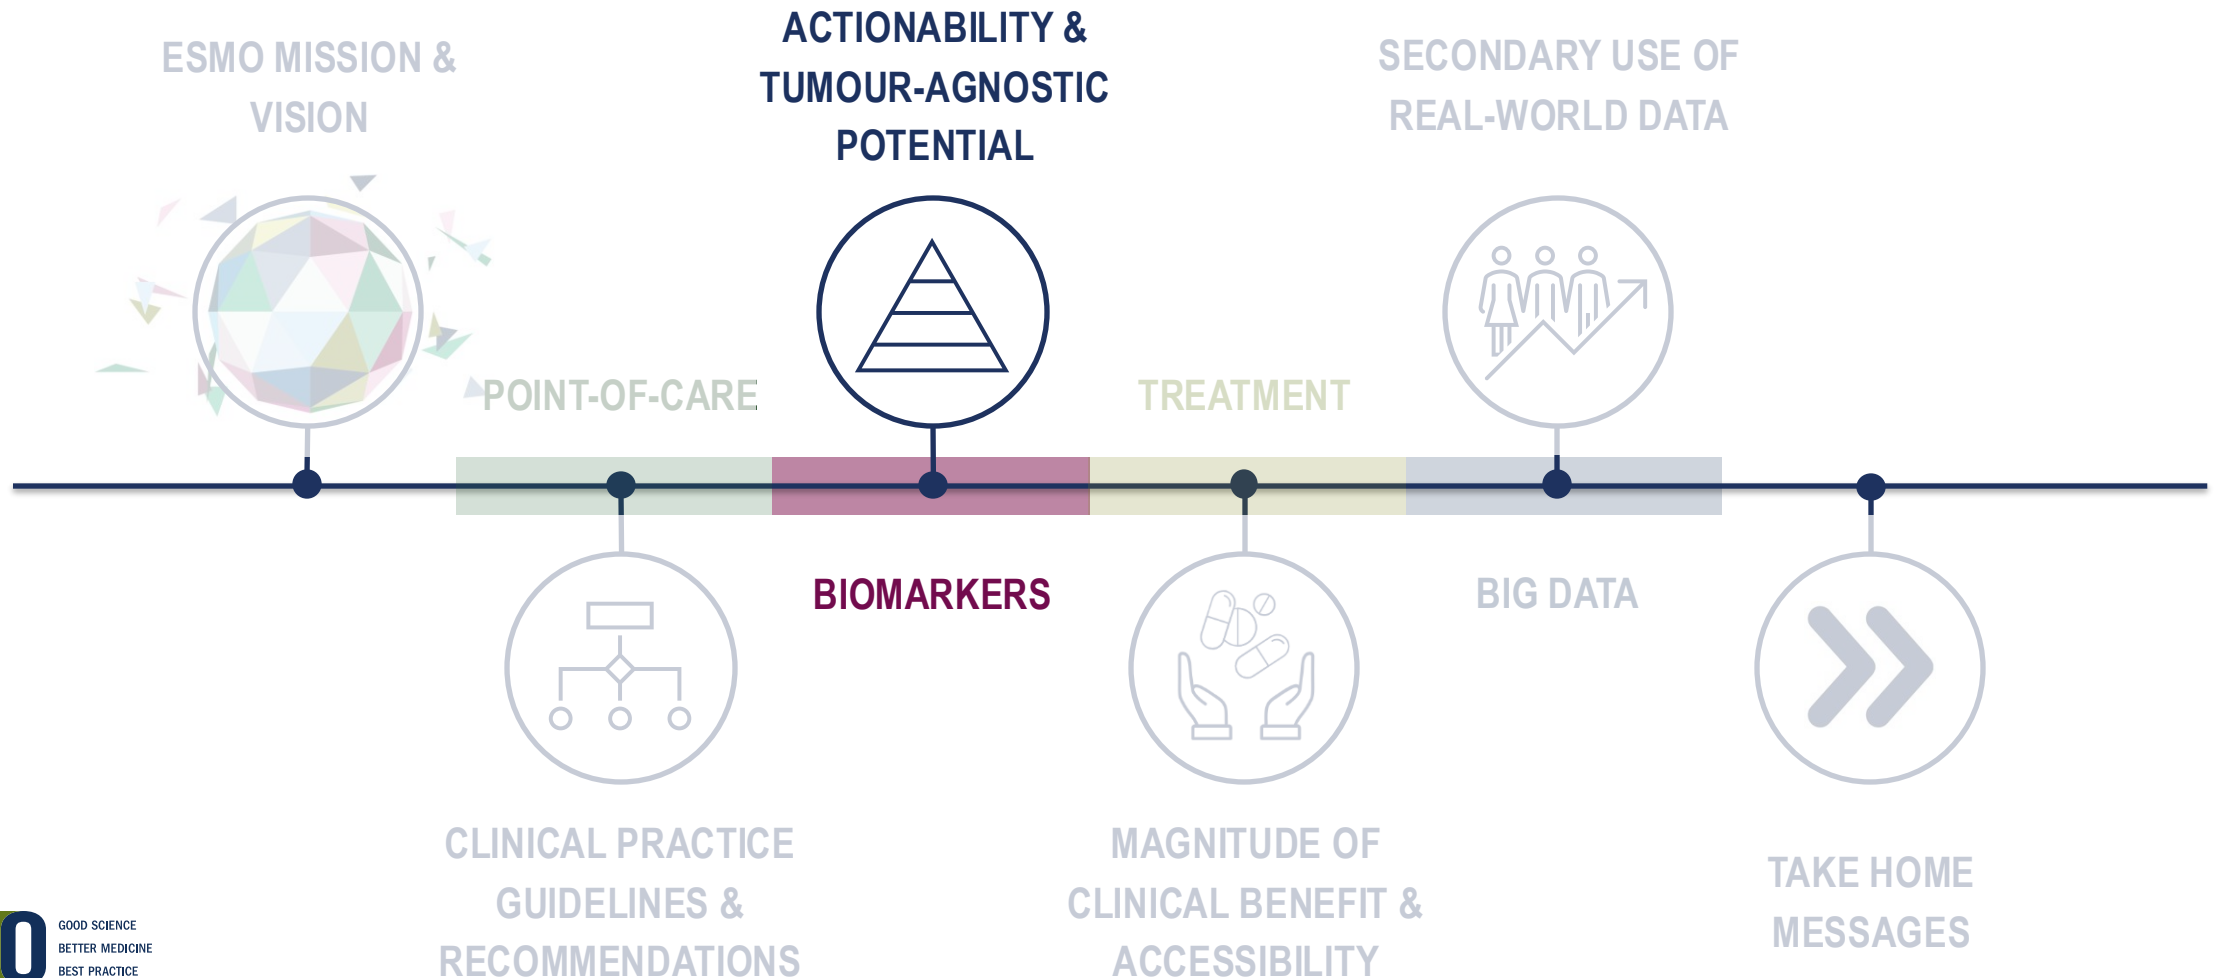 ESMO MISSION &
VISION
ACTIONABILITY &
TUMOUR-AGNOSTIC
POTENTIAL
SECONDARY USE OF
REAL-WORLD DATA
POINT-OF-CARE
TREATMENT
BIOMARKERS
BIG DATA
CLINICAL PRACTICE
GUIDELINES &
RECOMMENDATIONS
MAGNITUDE OF
CLINICAL BENEFIT &
ACCESSIBILITY
TAKE HOME
MESSAGES
O
GOOD SCIENCE
BETTER MEDICINE
BEST PRACTICE